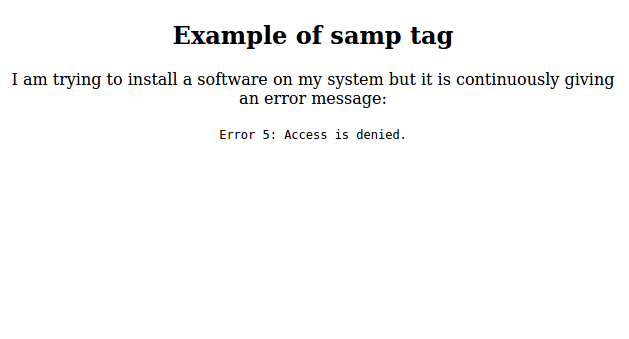 Example of samp tag
I am trying to install a software on my system but it is continuously giving
an error message:
Error 5: Access is denied.